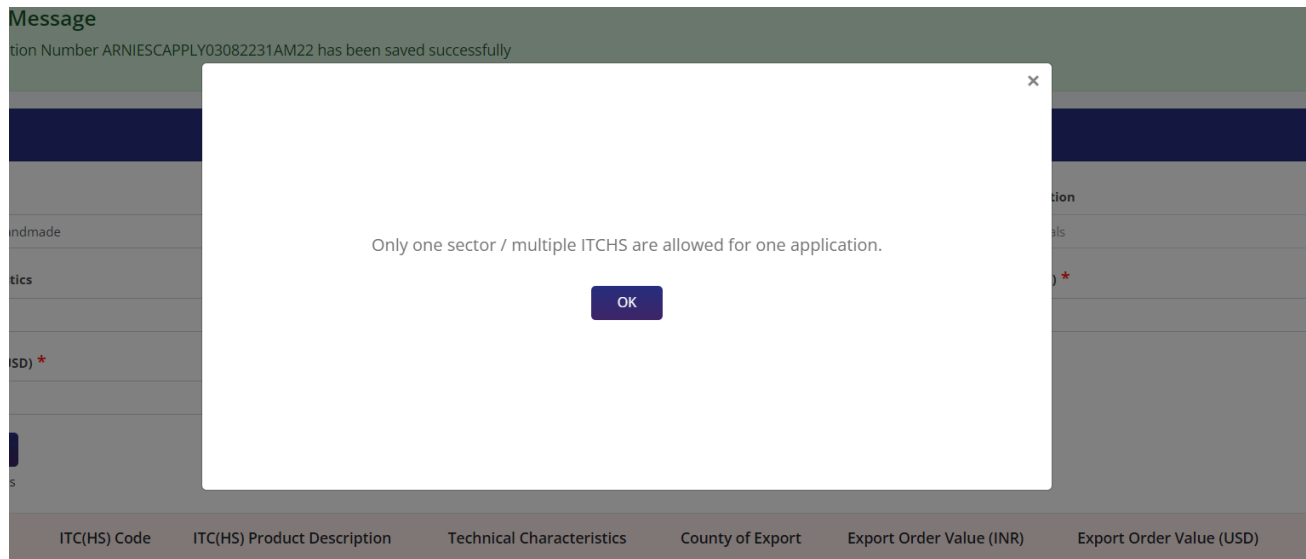 Message
tion Number ARNIESCAPPLY03082231AM22 has been saved successfully
×
tion
andmade
als
Only one sector / multiple ITCHS are allowed for one application.
tics
) *
OK
JSD) *
s
ITC(HS) Code ITC(HS) Product Description Technical Characteristics County of Export Export Order Value (INR) Export Order Value (USD)